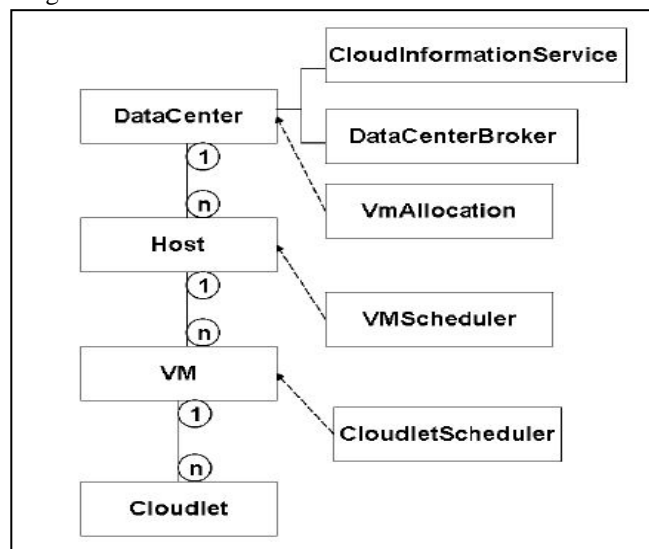 CloudInformationService
DataCenter
DataCenterBroker
1
VmAllocation
n
Host
1
VMScheduler
n
VM
1
CloudletScheduler
n
Cloudlet